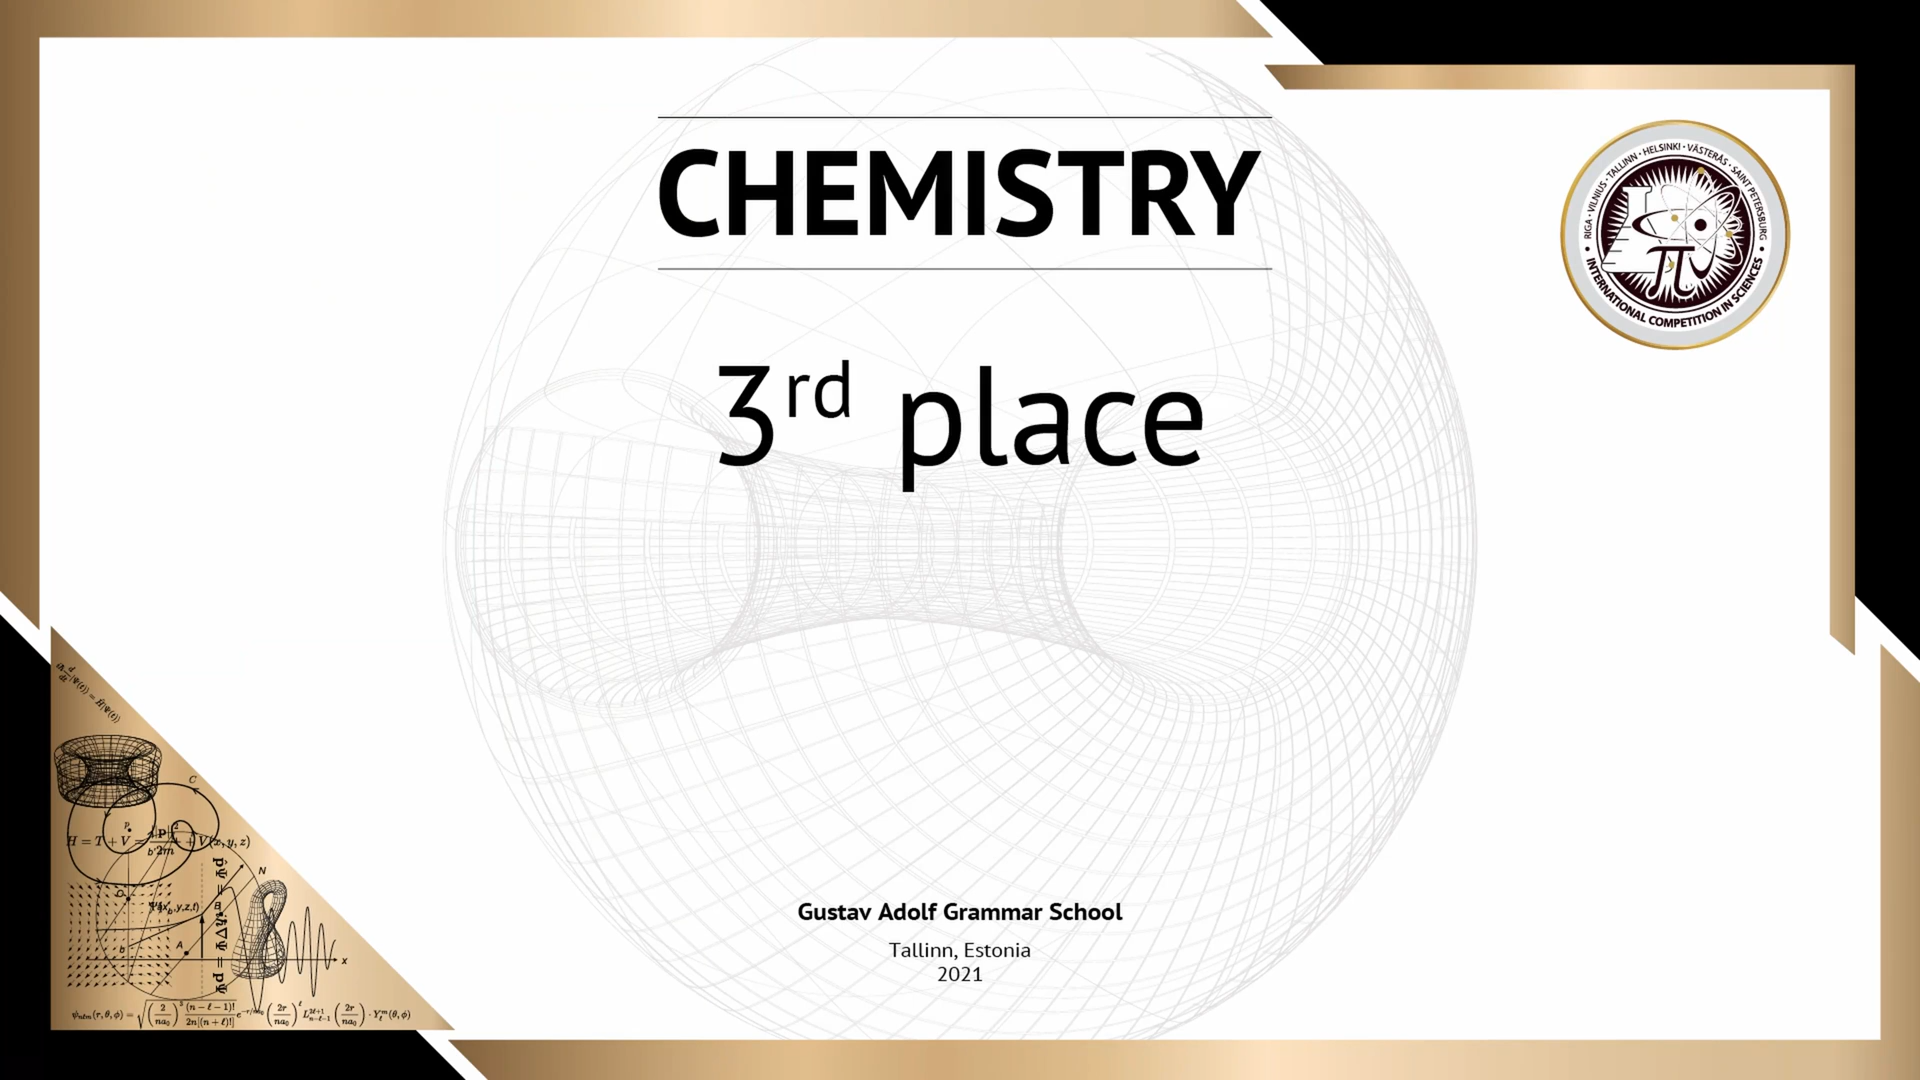 CHEMISTRY
3rd place
RIGA • VILNIUS • TALLINN • HELSINKI • VÄSTERÅS • SAINT PETERSBURG
• INTERNATIONAL COMPETITION IN SCIENCES •
Gustav Adolf Grammar School
Tallinn, Estonia
2021
C
N
A
x